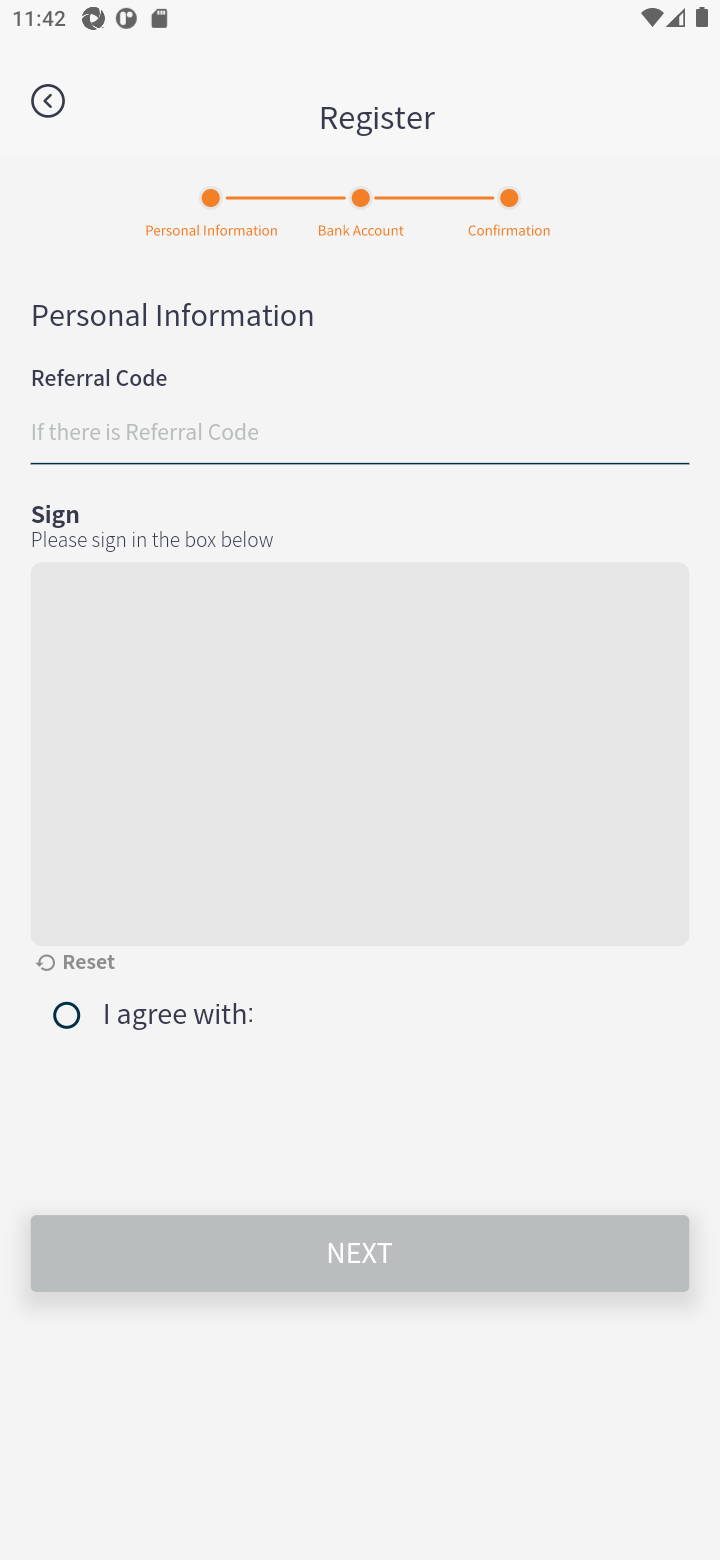 11:42
Register
Personal Information Bank Account Confirmation
Personal Information
Referral Code
If there is Referral Code
Sign
Please sign in the box below
Reset
I agree with:
NEXT